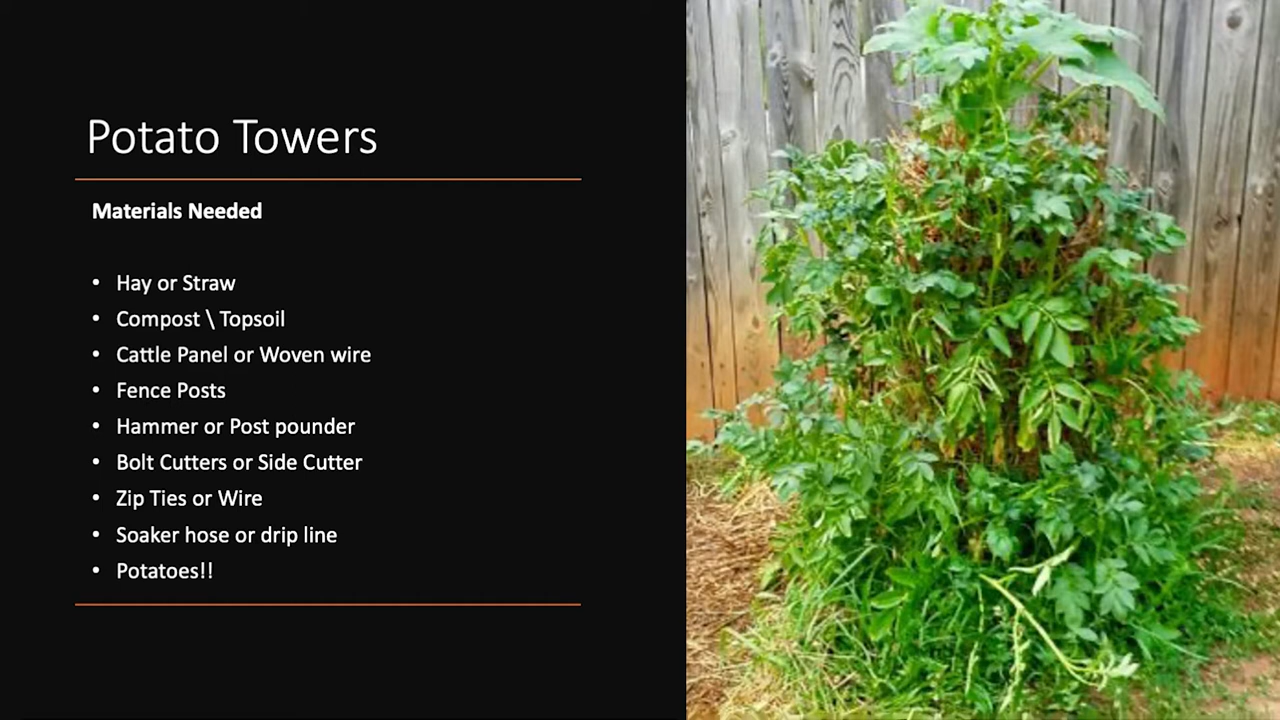 Potato Towers
Materials Needed
• Hay or Straw
• Compost \ Topsoil
• Cattle Panel or Woven wire
• Fence Posts
• Hammer or Post pounder
• Bolt Cutters or Side Cutter
• Zip Ties or Wire
• Soaker hose or drip line
• Potatoes!!